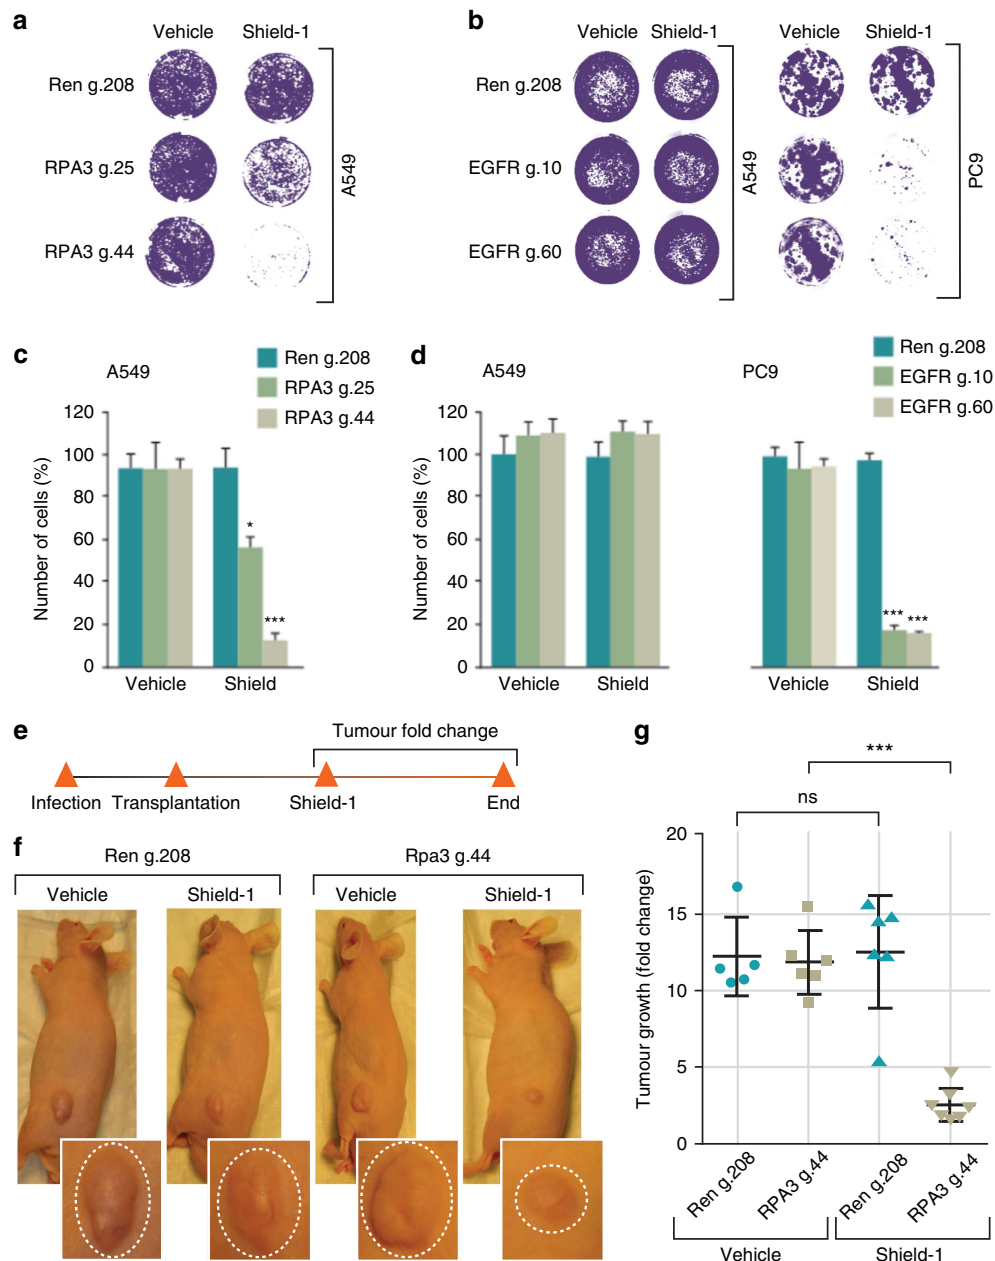 a
Vehicle Shield-1
Ren g.208
RPA3 g.25
RPA3 g.44
A549
b
Vehicle Shield-1 Vehicle Shield-1
Ren g.208
EGFR g.10
EGFR g.60
A549
PC9
c
A549
Ren g.208
RPA3 g.25
RPA3 g.44
Number of cells (%)
120
100
80
60
40
20
0
*
***
Vehicle Shield
d
A549
PC9
Ren g.208
EGFR g.10
EGFR g.60
Number of cells (%)
120
100
80
60
40
20
0
*** ***
Vehicle Shield Vehicle Shield
e
Tumour fold change
Infection Transplantation Shield-1 End
f
Ren g.208 Rpa3 g.44
Vehicle Shield-1 Vehicle Shield-1
g
***
ns
Tumour growth (fold change)
20
15
10
5
0
Ren g.208 RPA3 g.44 Ren g.208 RPA3 g.44
Vehicle Shield-1